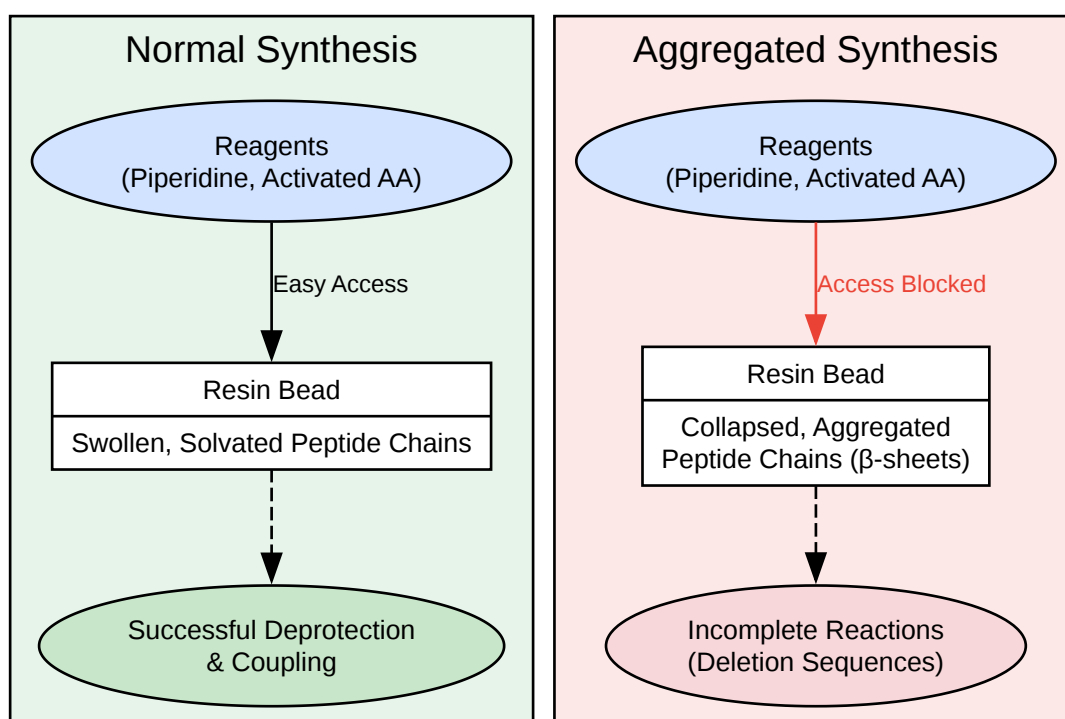 Normal Synthesis
Reagents
(Piperidine, Activated AA)
Easy Access
Resin Bead
Swollen, Solvated Peptide Chains
Successful Deprotection
& Coupling
Aggregated Synthesis
Reagents
(Piperidine, Activated AA)
Access Blocked
Resin Bead
Collapsed, Aggregated
Peptide Chains (β-sheets)
Incomplete Reactions
(Deletion Sequences)